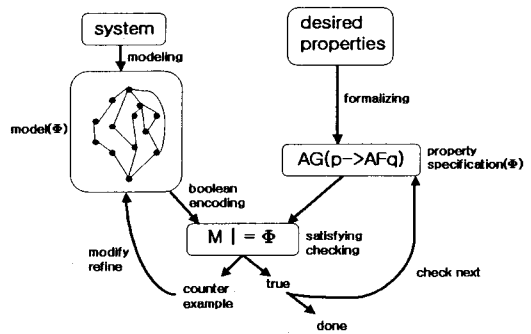 system
desired
properties
modeling
formalizing
model(Φ)
AG(p->AFq)
property
specification(Φ)
boolean
encoding
M | = Φ
satisfying
checking
modify
refine
counter
example
true
check next
done